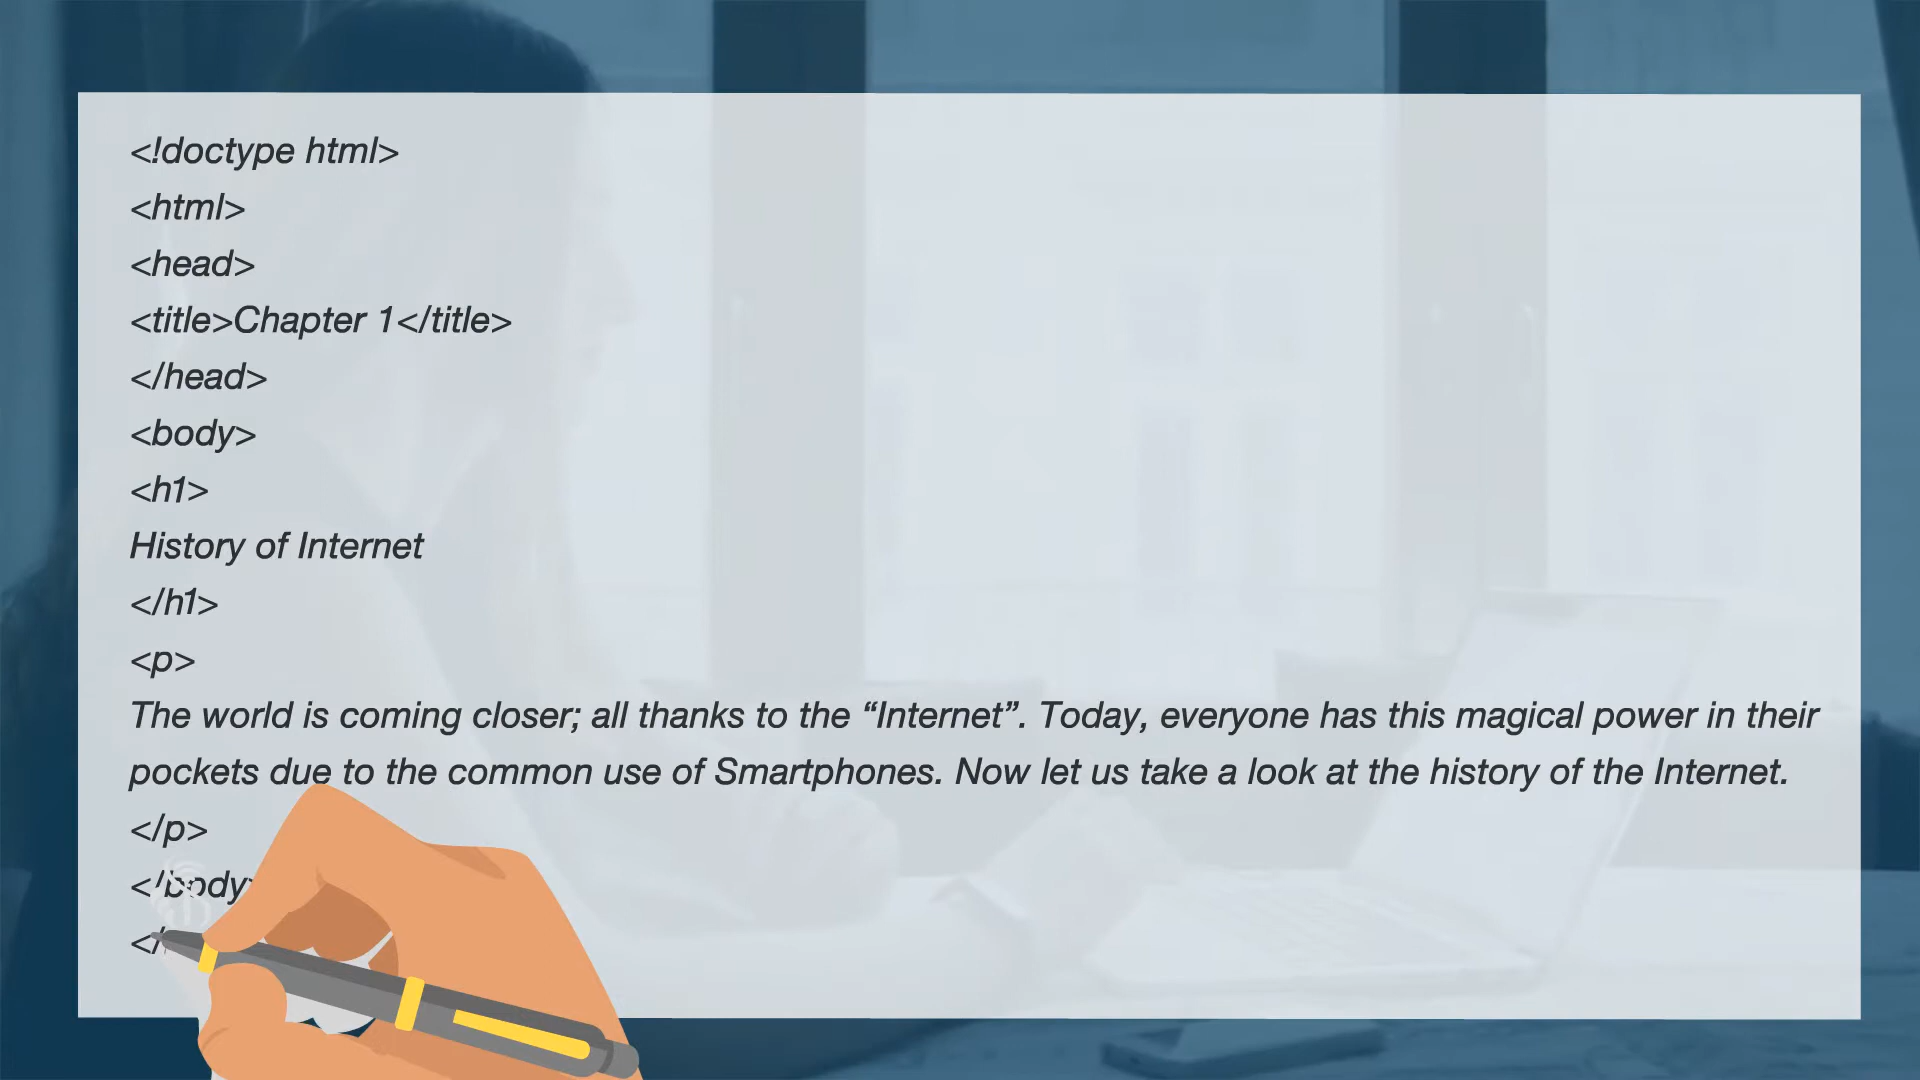 <!doctype html>
<html>
<head>
<title>Chapter 1</title>
</head>
<body>
<h1>
History of Internet
</h1>
<p>
The world is coming closer; all thanks to the “Internet”. Today, everyone has this magical power in their
pockets due to the common use of Smartphones. Now let us take a look at the history of the Internet.
</p>
</body
</